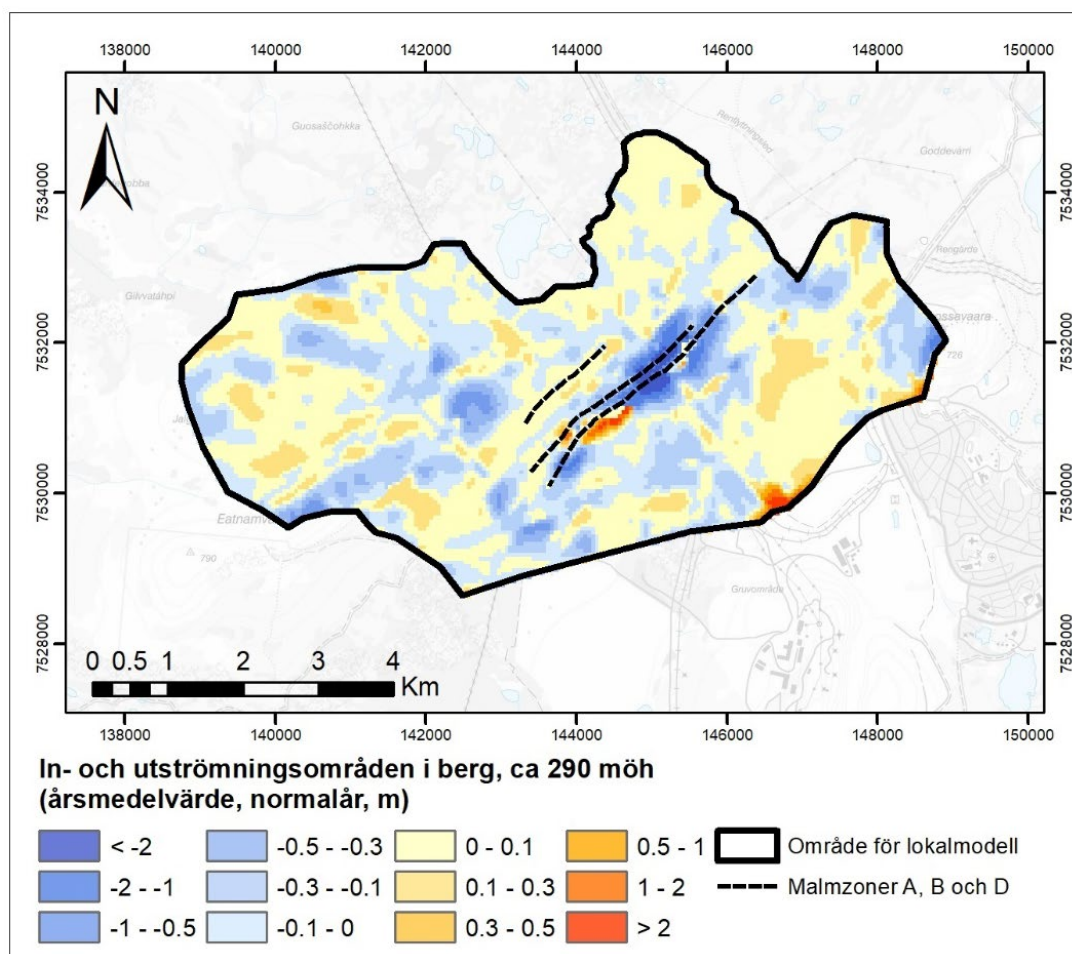 138000 140000 142000 144000 146000 148000 150000
N
Guosaščohkka
Renflyttningsled
Goddevárri
7534000
7534000
Rengärde
Gilvvatáhpi
7532000
7532000
726
7530000
7530000
790
Gruvområde
7528000
7528000
0 0.5 1 2 3 4
Km
138000 140000 142000 144000 146000 148000 150000
In- och utströmningsområden i berg, ca 290 möh
(årsmedelvärde, normalår, m)
< -2 -0.5 - -0.3 0 - 0.1 0.5 - 1 Område för lokalmodell
-2 - -1 -0.3 - -0.1 0.1 - 0.3 1 - 2 Malmzoner A, B och D
-1 - -0.5 -0.1 - 0 0.3 - 0.5 > 2